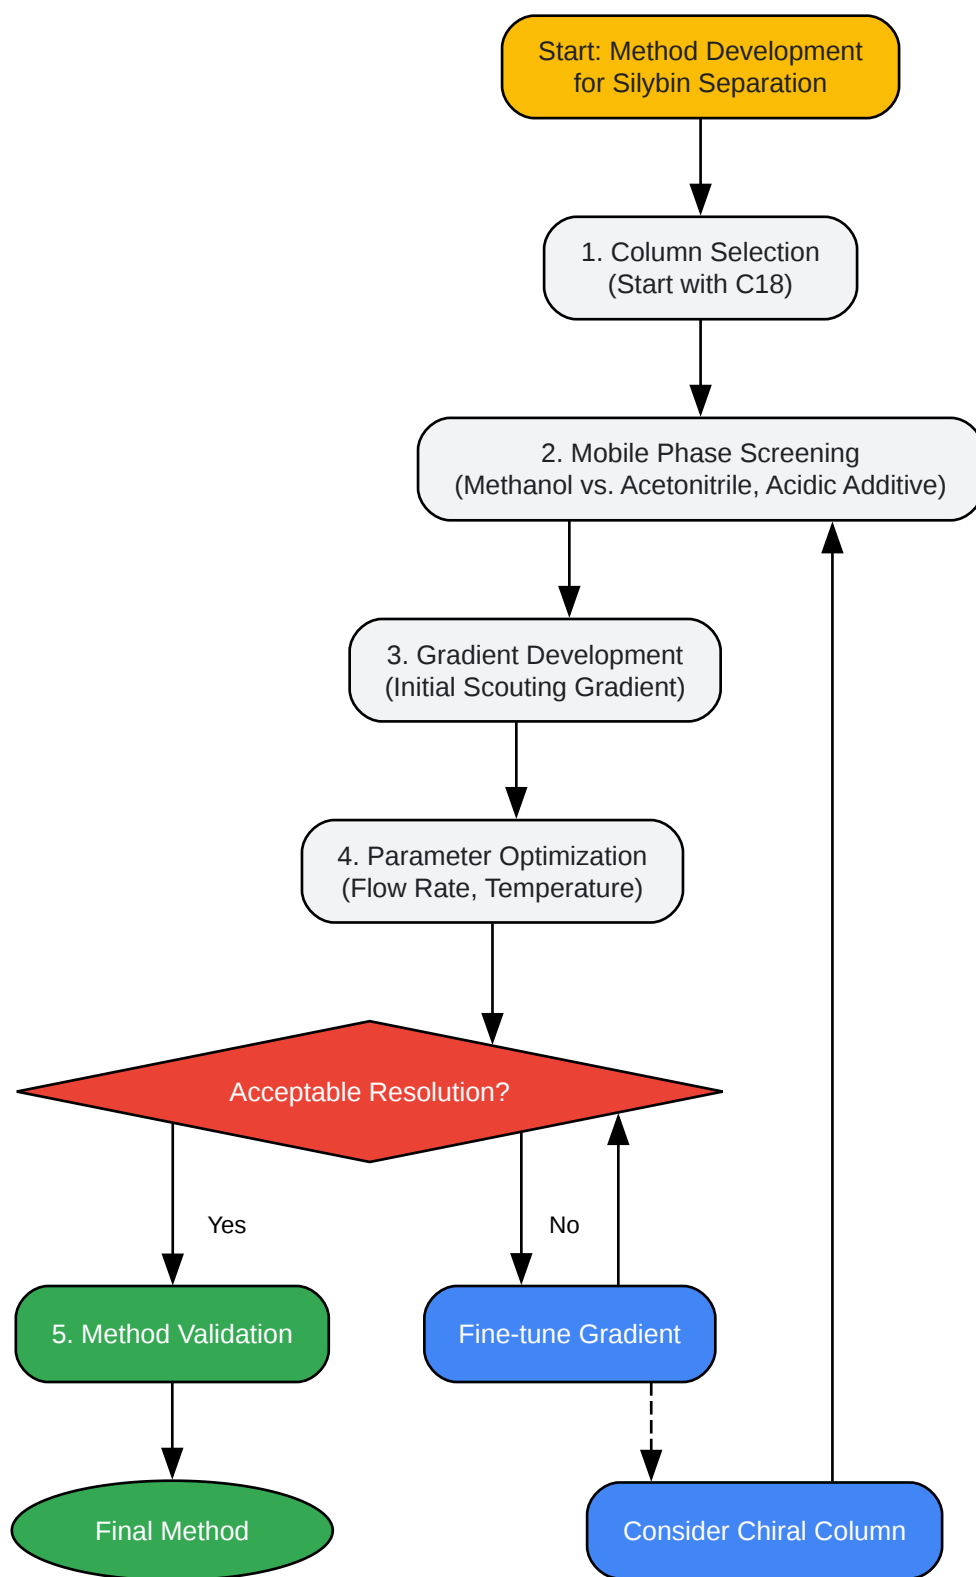 Start: Method Development
for Silybin Separation
1. Column Selection
(Start with C18)
2. Mobile Phase Screening
(Methanol vs. Acetonitrile, Acidic Additive)
3. Gradient Development
(Initial Scouting Gradient)
4. Parameter Optimization
(Flow Rate, Temperature)
Acceptable Resolution?
Yes
No
5. Method Validation
Fine-tune Gradient
Final Method
Consider Chiral Column